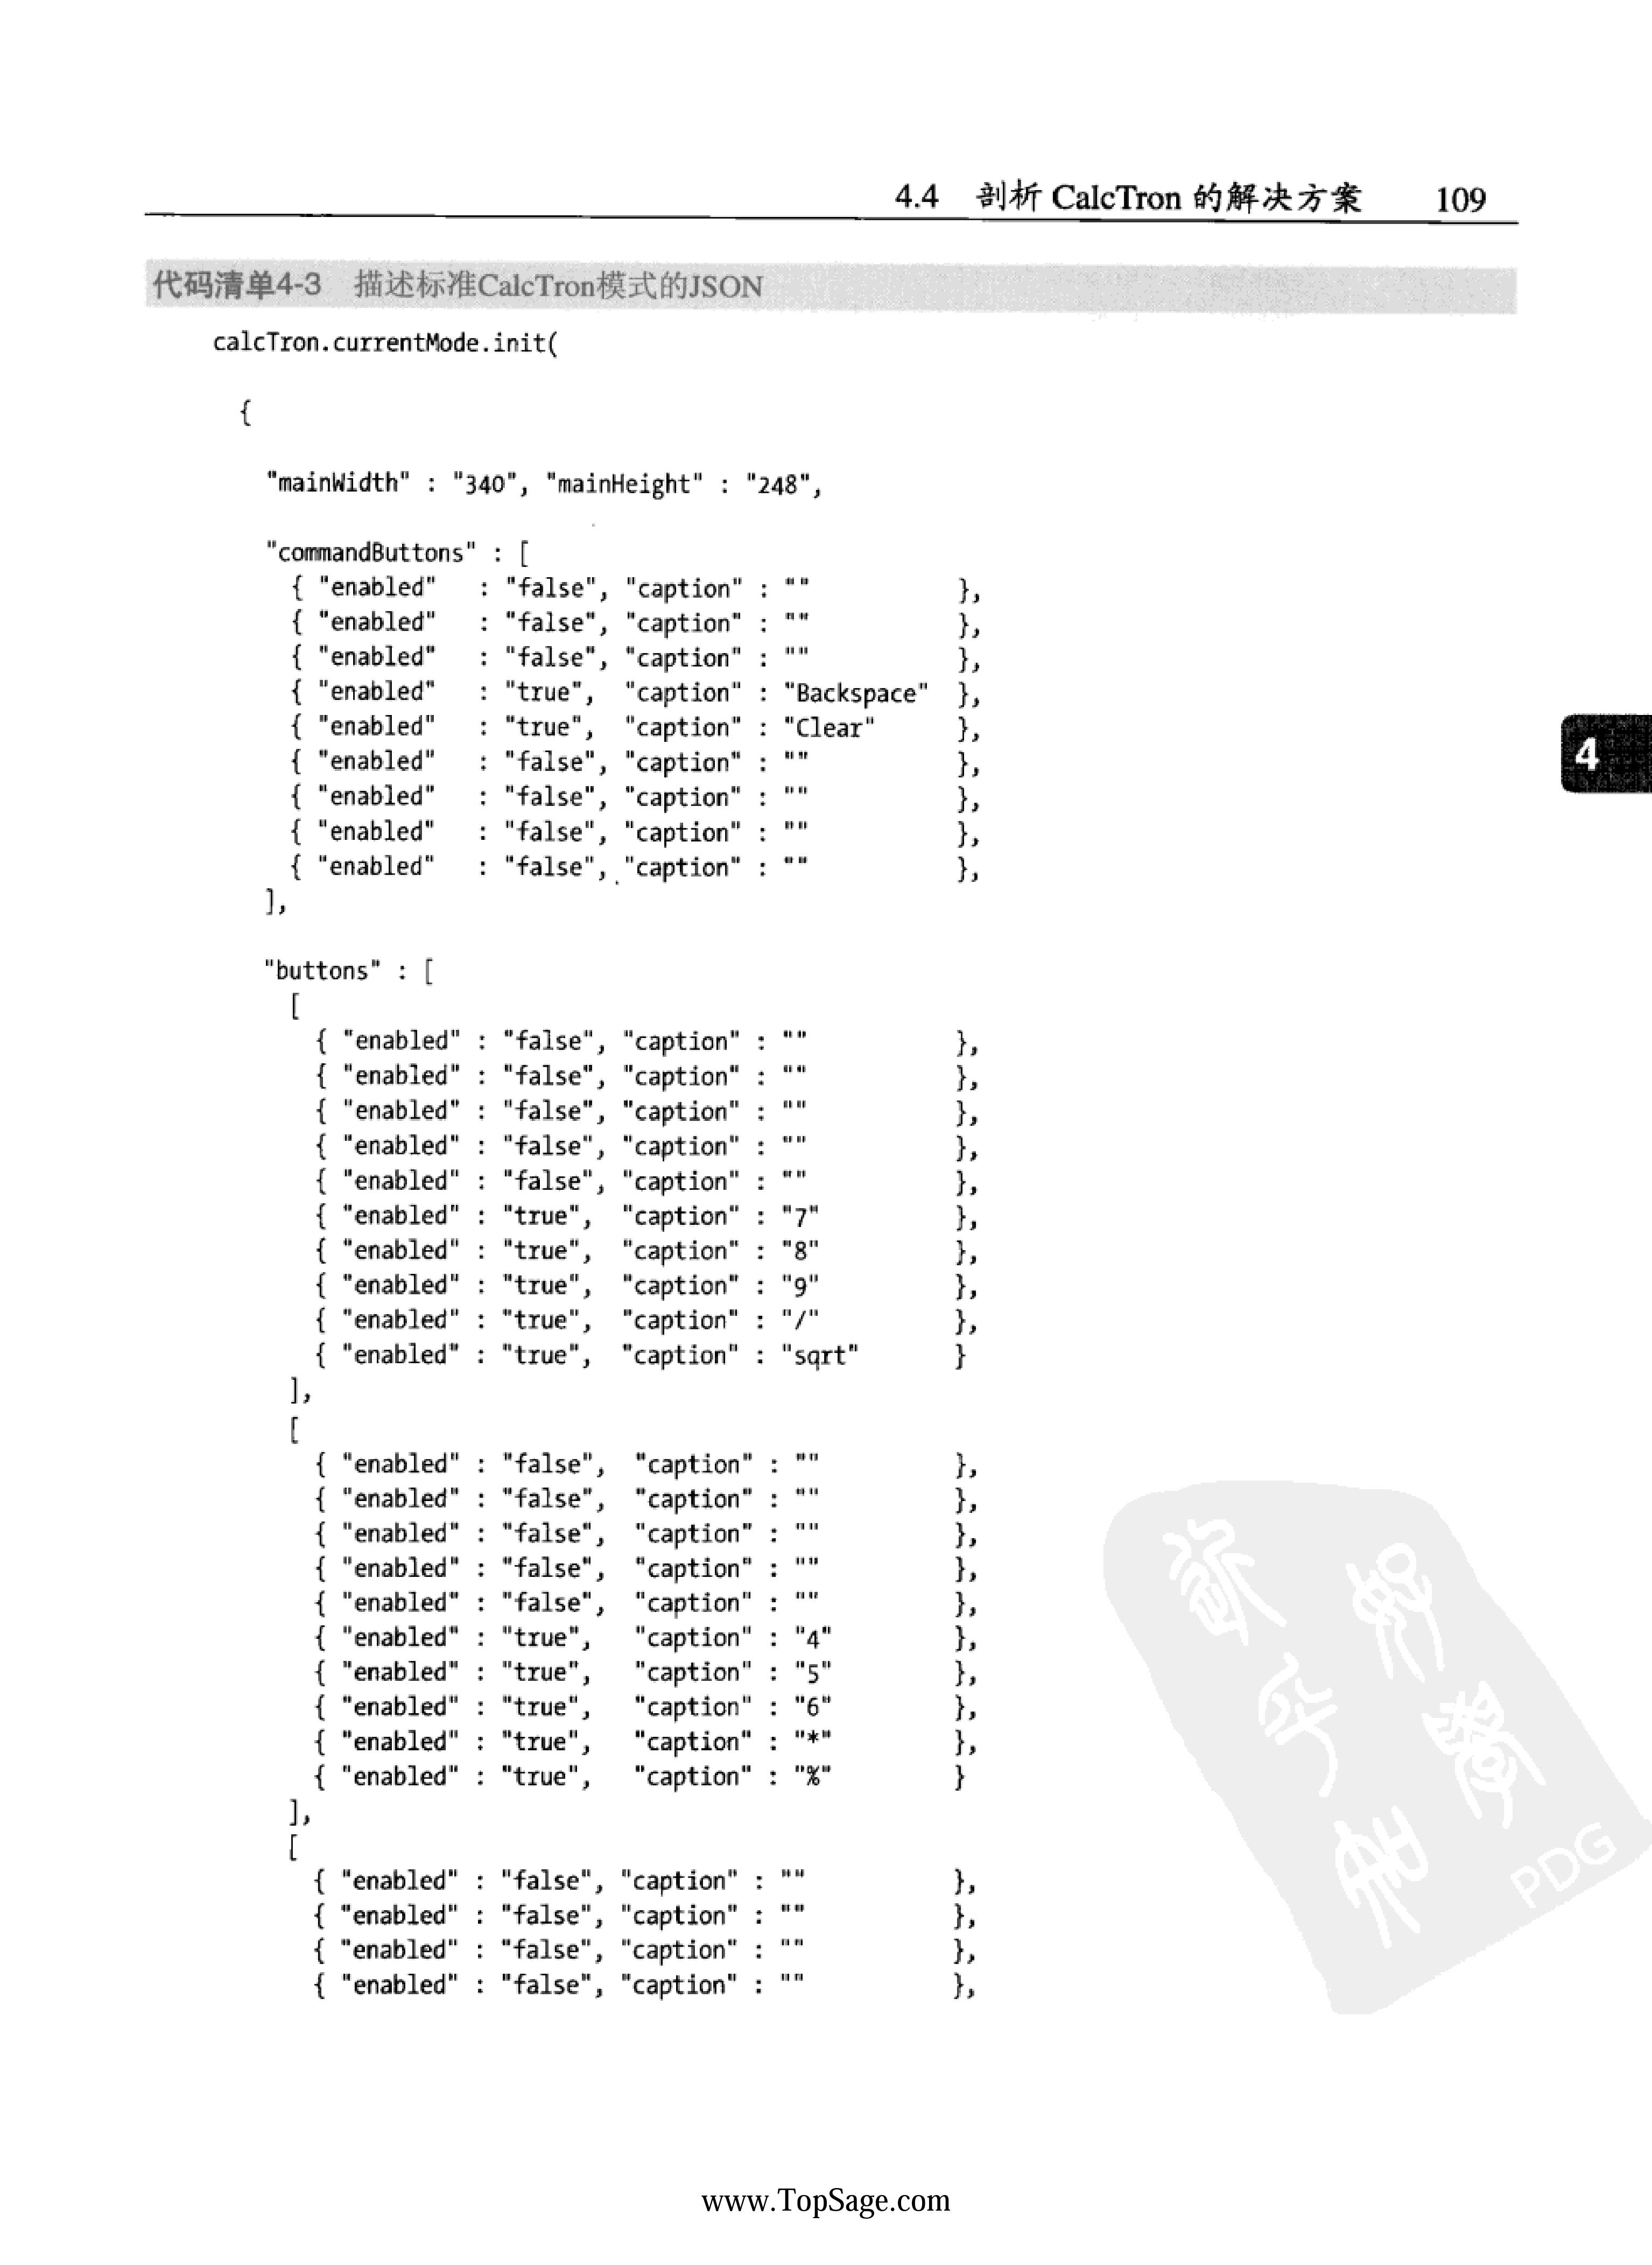 4.4 剖析 CalcTron 的解决方案 109
代码清单4-3 描述标准CalcTron模式的JSON
calcTron.currentMode.init(
{
"mainWidth" : "340", "mainHeight" : "248",
"commandButtons" : [
{ "enabled" : "false", "caption" : "" },
{ "enabled" : "false", "caption" : "" },
{ "enabled" : "false", "caption" : "" },
{ "enabled" : "true", "caption" : "Backspace" },
{ "enabled" : "true", "caption" : "Clear" },
{ "enabled" : "false", "caption" : "" },
{ "enabled" : "false", "caption" : "" },
{ "enabled" : "false", "caption" : "" },
{ "enabled" : "false", "caption" : "" },
],
"buttons" : [
[
{ "enabled" : "false", "caption" : "" },
{ "enabled" : "false", "caption" : "" },
{ "enabled" : "false", "caption" : "" },
{ "enabled" : "false", "caption" : "" },
{ "enabled" : "false", "caption" : "" },
{ "enabled" : "true", "caption" : "7" },
{ "enabled" : "true", "caption" : "8" },
{ "enabled" : "true", "caption" : "9" },
{ "enabled" : "true", "caption" : "/" },
{ "enabled" : "true", "caption" : "sqrt" }
],
[
{ "enabled" : "false", "caption" : "" },
{ "enabled" : "false", "caption" : "" },
{ "enabled" : "false", "caption" : "" },
{ "enabled" : "false", "caption" : "" },
{ "enabled" : "false", "caption" : "" },
{ "enabled" : "true", "caption" : "4" },
{ "enabled" : "true", "caption" : "5" },
{ "enabled" : "true", "caption" : "6" },
{ "enabled" : "true", "caption" : "*" },
{ "enabled" : "true", "caption" : "%" }
],
[
{ "enabled" : "false", "caption" : "" },
{ "enabled" : "false", "caption" : "" },
{ "enabled" : "false", "caption" : "" },
{ "enabled" : "false", "caption" : "" },
4
PDG
www.TopSage.com